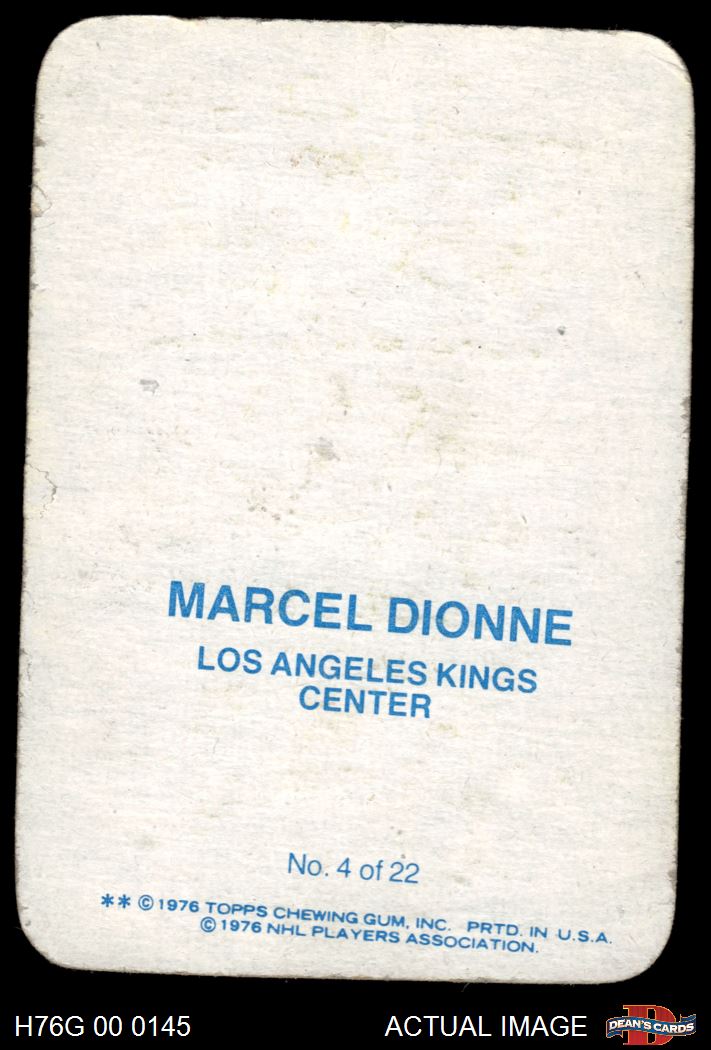 MARCEL DIONNE
LOS ANGELES KINGS
CENTER
No. 4 of 22
** © 1976 TOPPS CHEWING GUM, INC. PRTD. IN U.S.A.
© 1976 NHL PLAYERS ASSOCIATION.
H76G 00 0145
ACTUAL IMAGE
D
DEAN'S CARDS